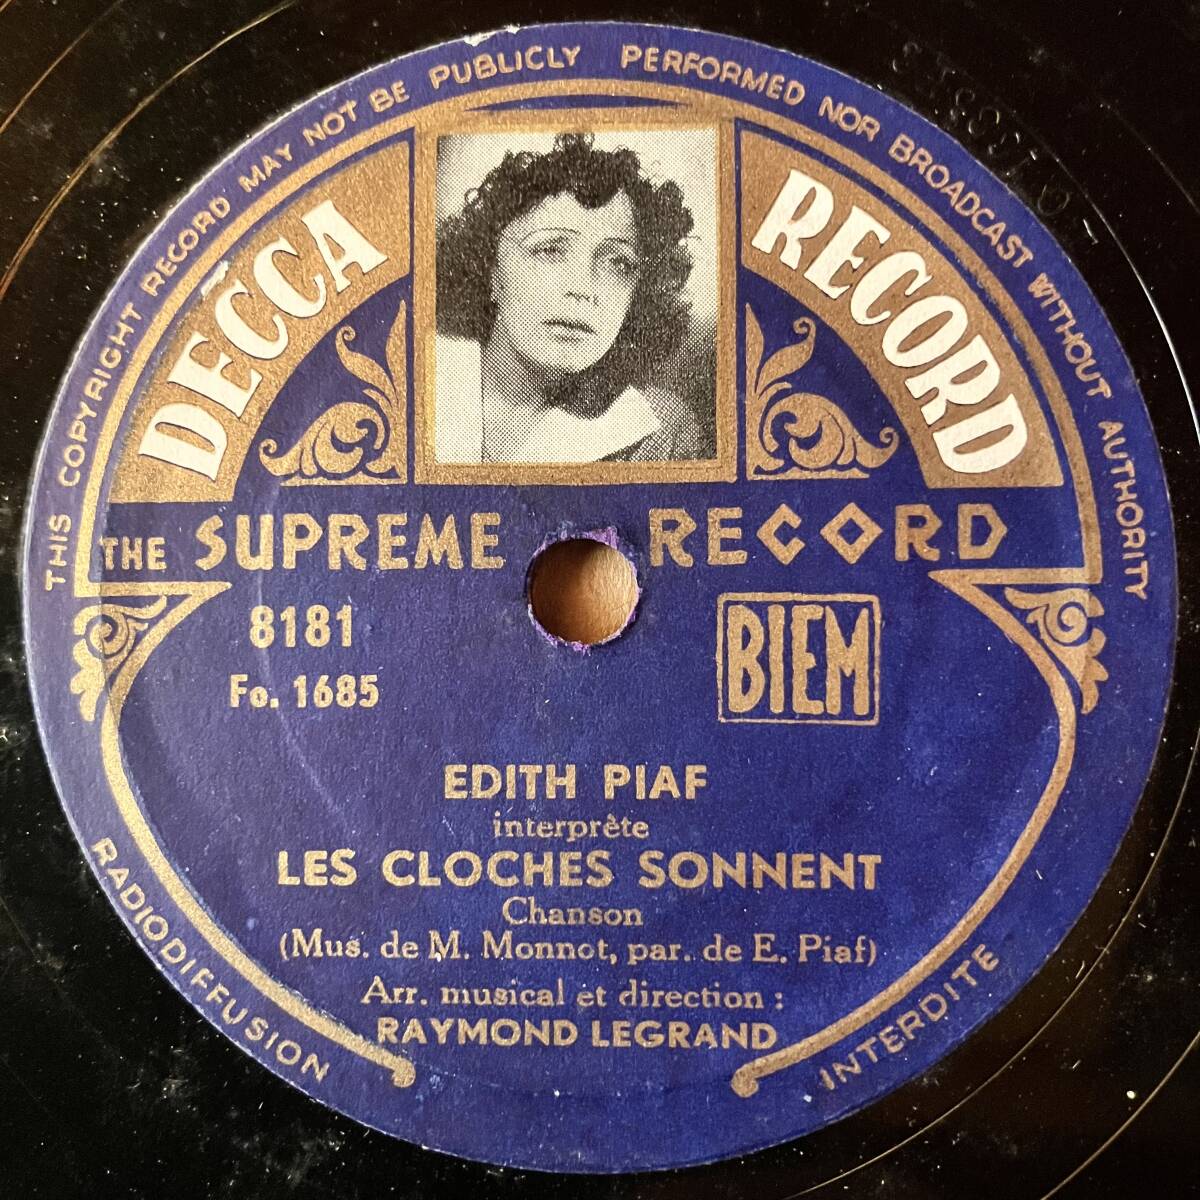 THIS COPYRIGHT RECORD MAY NOT BE PUBLICLY PERFORMED NOR BROADCAST WITHOUT AUTHORITY
DECCA RECORD
THE SUPREME RECORD
8181
Fo. 1685
BIEM
EDITH PIAF
interprète
LES CLOCHES SONNENT
Chanson
(Mus. de M. Monnot, par. de E. Piaf)
Arr. musical et direction :
RAYMOND LEGRAND
RADIODIFFUSION INTERDITE